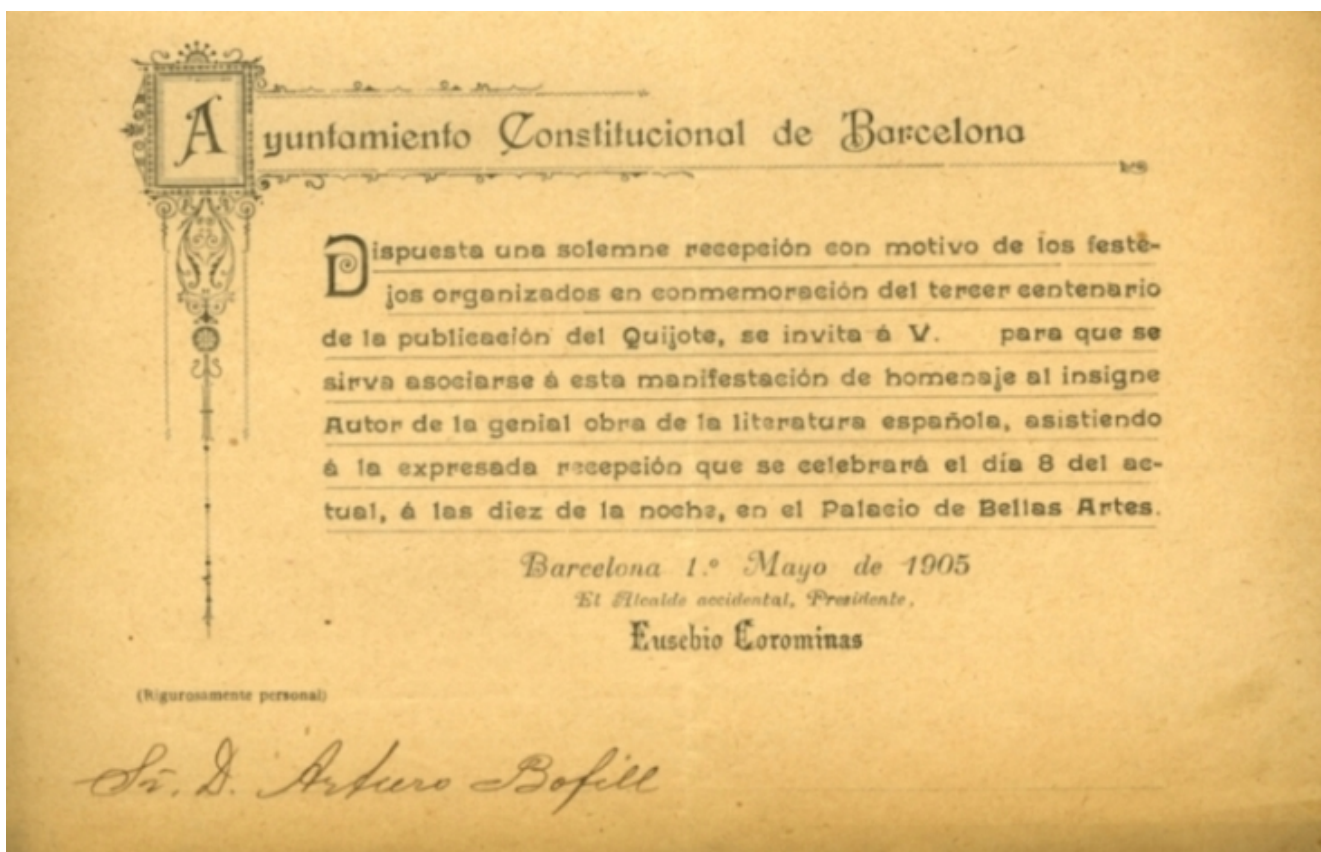 Ayuntamiento Constitucional de Barcelona
Dispuesta una solemne recepción con motivo de los feste-
jos organizados en conmemoración del tercer centenario
de la publicación del Quijote, se invita á V. para que se
sirva asociarse á esta manifestación de homenaje al insigne
Autor de la genial obra de la literatura española, asistiendo
á la expresada recepción que se celebrará el día 8 del ac-
tual, á las diez de la noche, en el Palacio de Bellas Artes.
Barcelona 1.º Mayo de 1905
El Alcalde accidental, Presidente,
Eusebio Corominas
(Rigurosamente personal)
Sr. D. Arturo Bofill